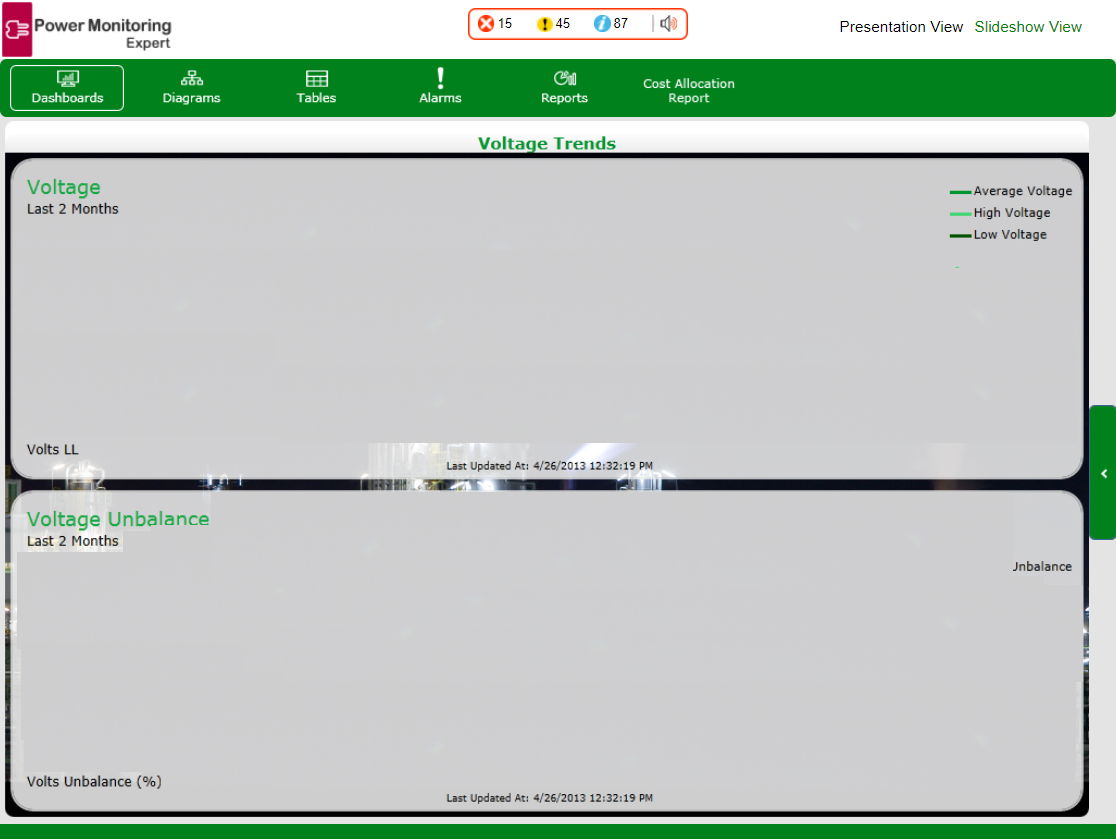 Power Monitoring
Expert
15 45 87
Presentation View Slideshow View
Dashboards Diagrams Tables Alarms Reports Cost Allocation
Report
Voltage Trends
Voltage
Last 2 Months
Average Voltage
High Voltage
Low Voltage
Volts LL
Last Updated At: 4/26/2013 12:32:19 PM
Voltage Unbalance
Last 2 Months
Unbalance
Volts Unbalance (%)
Last Updated At: 4/26/2013 12:32:19 PM